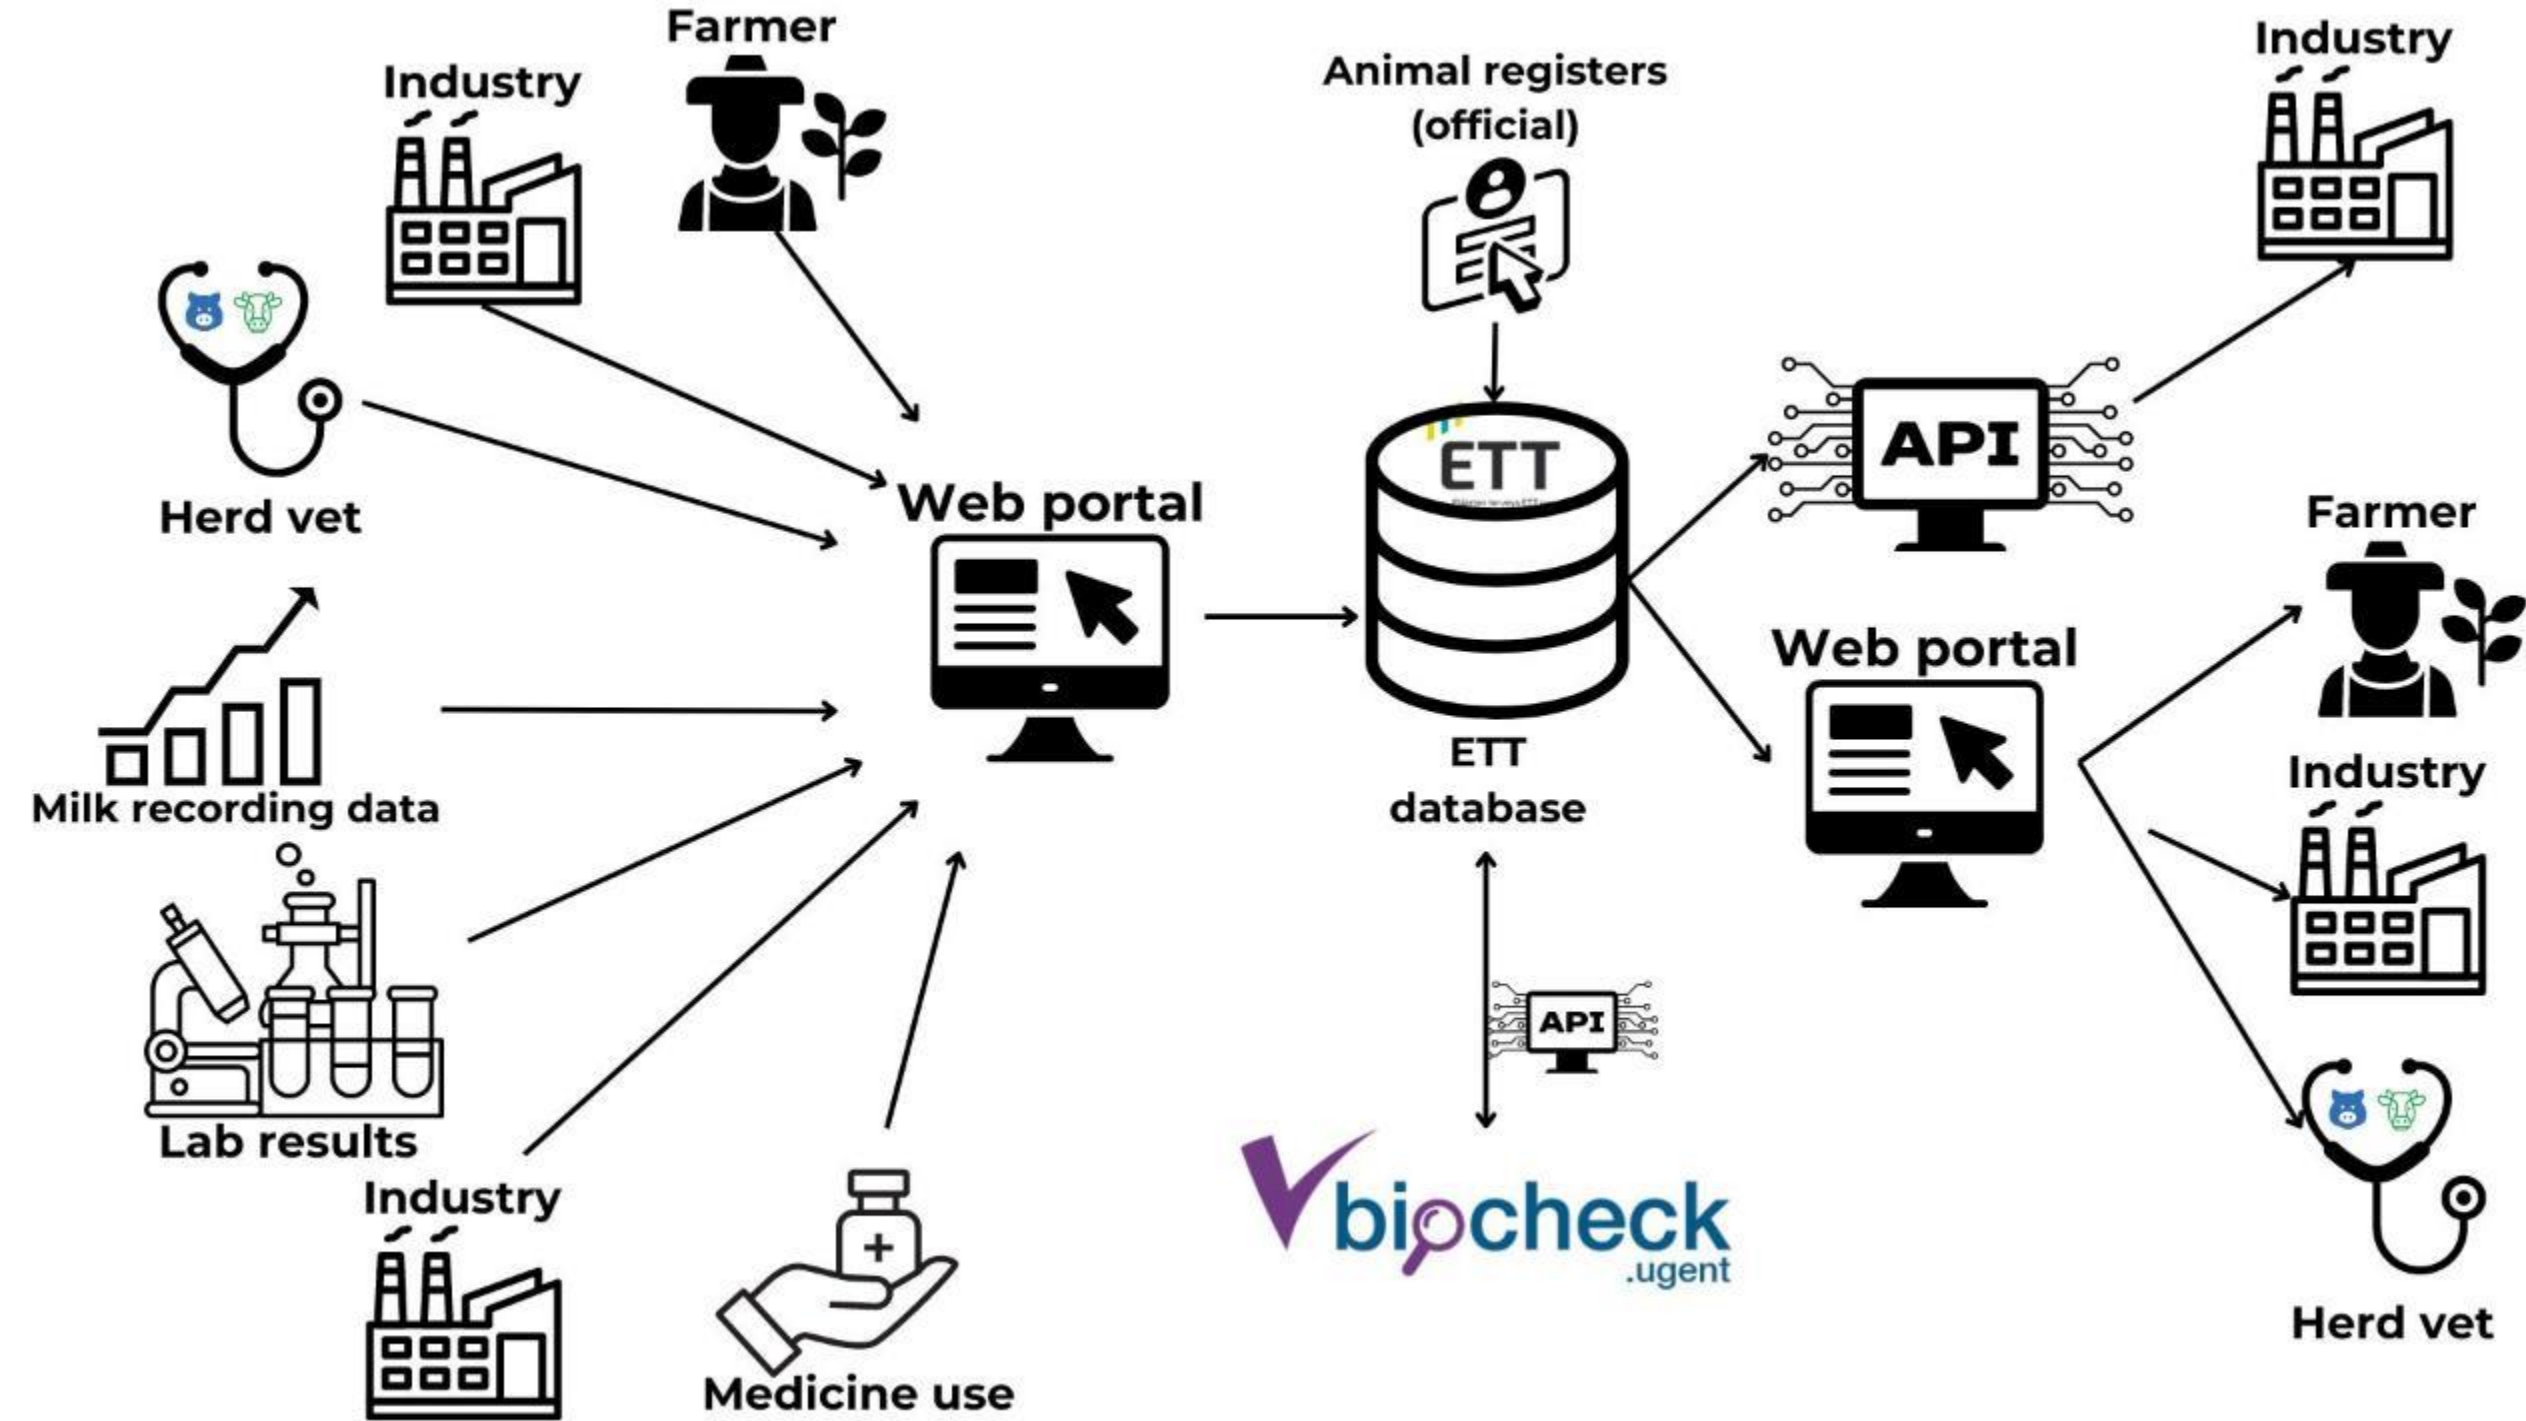 Farmer
Industry
Herd vet
Milk recording data
Lab results
Industry
Medicine use
Web portal
Animal registers
(official)
ETT
ETT
database
API
biocheck
.ugent
API
Web portal
Industry
Farmer
Industry
Herd vet